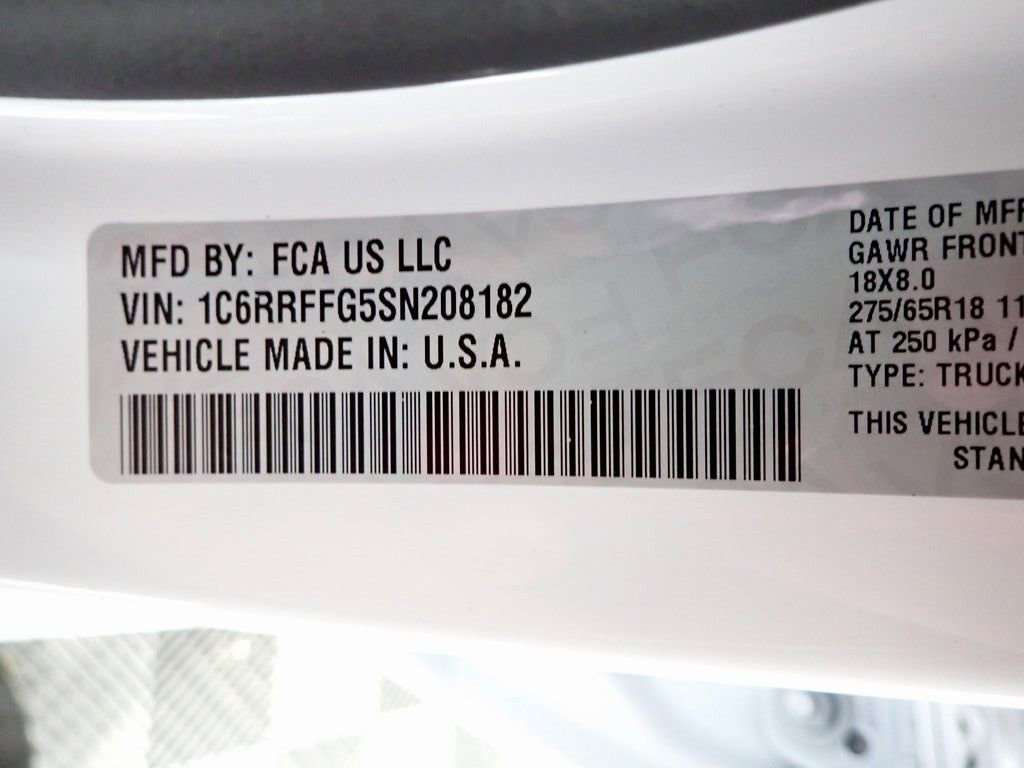 MFD BY: FCA US LLC
VIN: 1C6RRFFG5SN208182
VEHICLE MADE IN: U.S.A.
DATE OF MFR
GAWR FRONT
18X8.0
275/65R18 11
AT 250 kPa /
TYPE: TRUCK
THIS VEHICLE
STAN